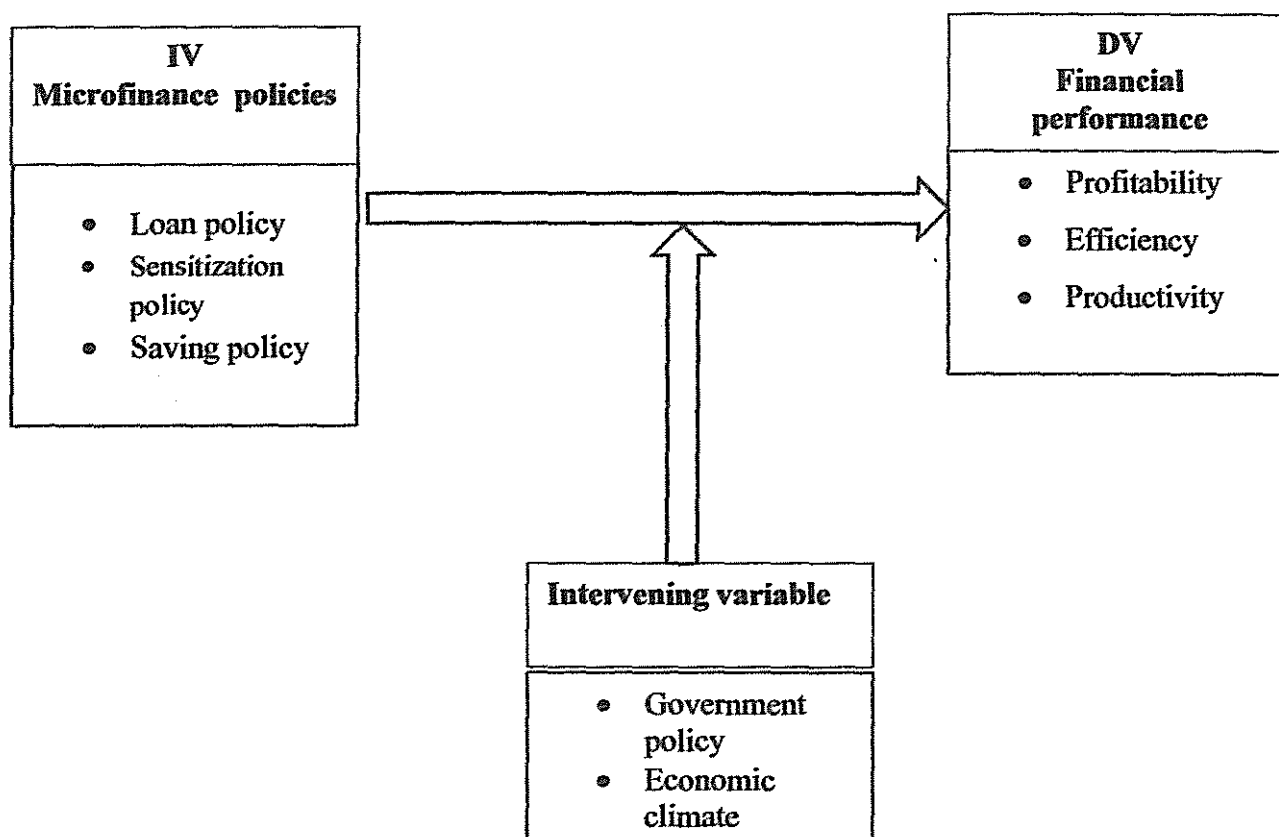 IV
Microfinance policies
• Loan policy
• Sensitization
policy
• Saving policy
DV
Financial
performance
• Profitability
• Efficiency
• Productivity
Intervening variable
• Government
policy
• Economic
climate